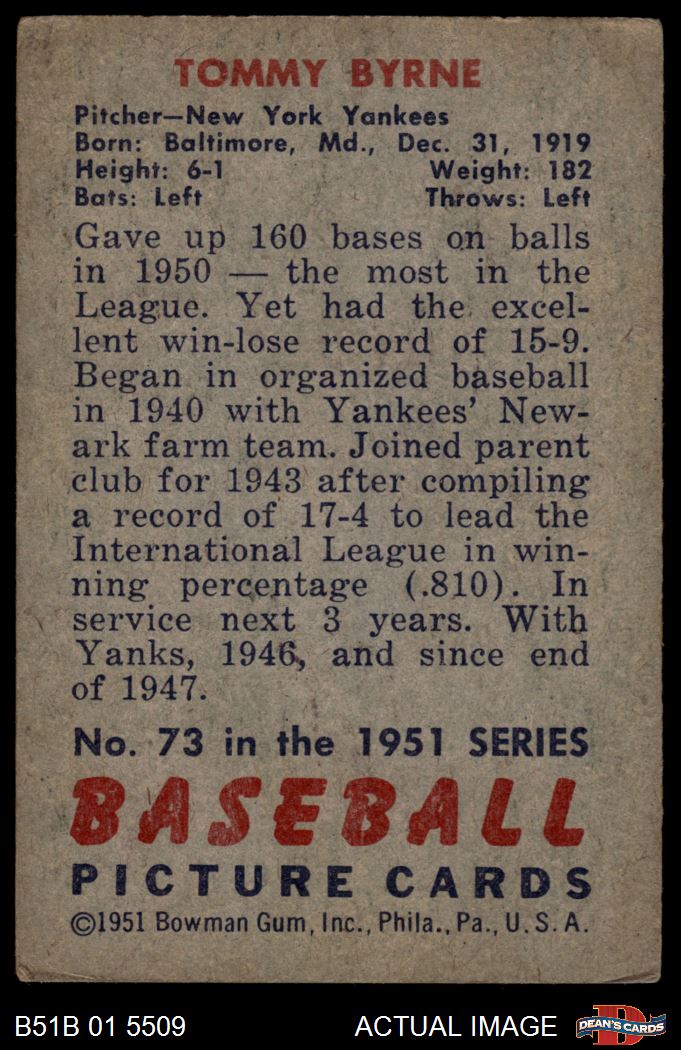 TOMMY BYRNE
Pitcher—New York Yankees
Born: Baltimore, Md., Dec. 31, 1919
Height: 6-1 Weight: 182
Bats: Left Throws: Left
Gave up 160 bases on balls
in 1950 — the most in the
League. Yet had the excel-
lent win-lose record of 15-9.
Began in organized baseball
in 1940 with Yankees' New-
ark farm team. Joined parent
club for 1943 after compiling
a record of 17-4 to lead the
International League in win-
ning percentage (.810). In
service next 3 years. With
Yanks, 1946, and since end
of 1947.
No. 73 in the 1951 SERIES
BASEBALL
PICTURE CARDS
©1951 Bowman Gum, Inc., Phila., Pa., U. S. A.
B51B 01 5509 ACTUAL IMAGE D DEAN'S CARDS